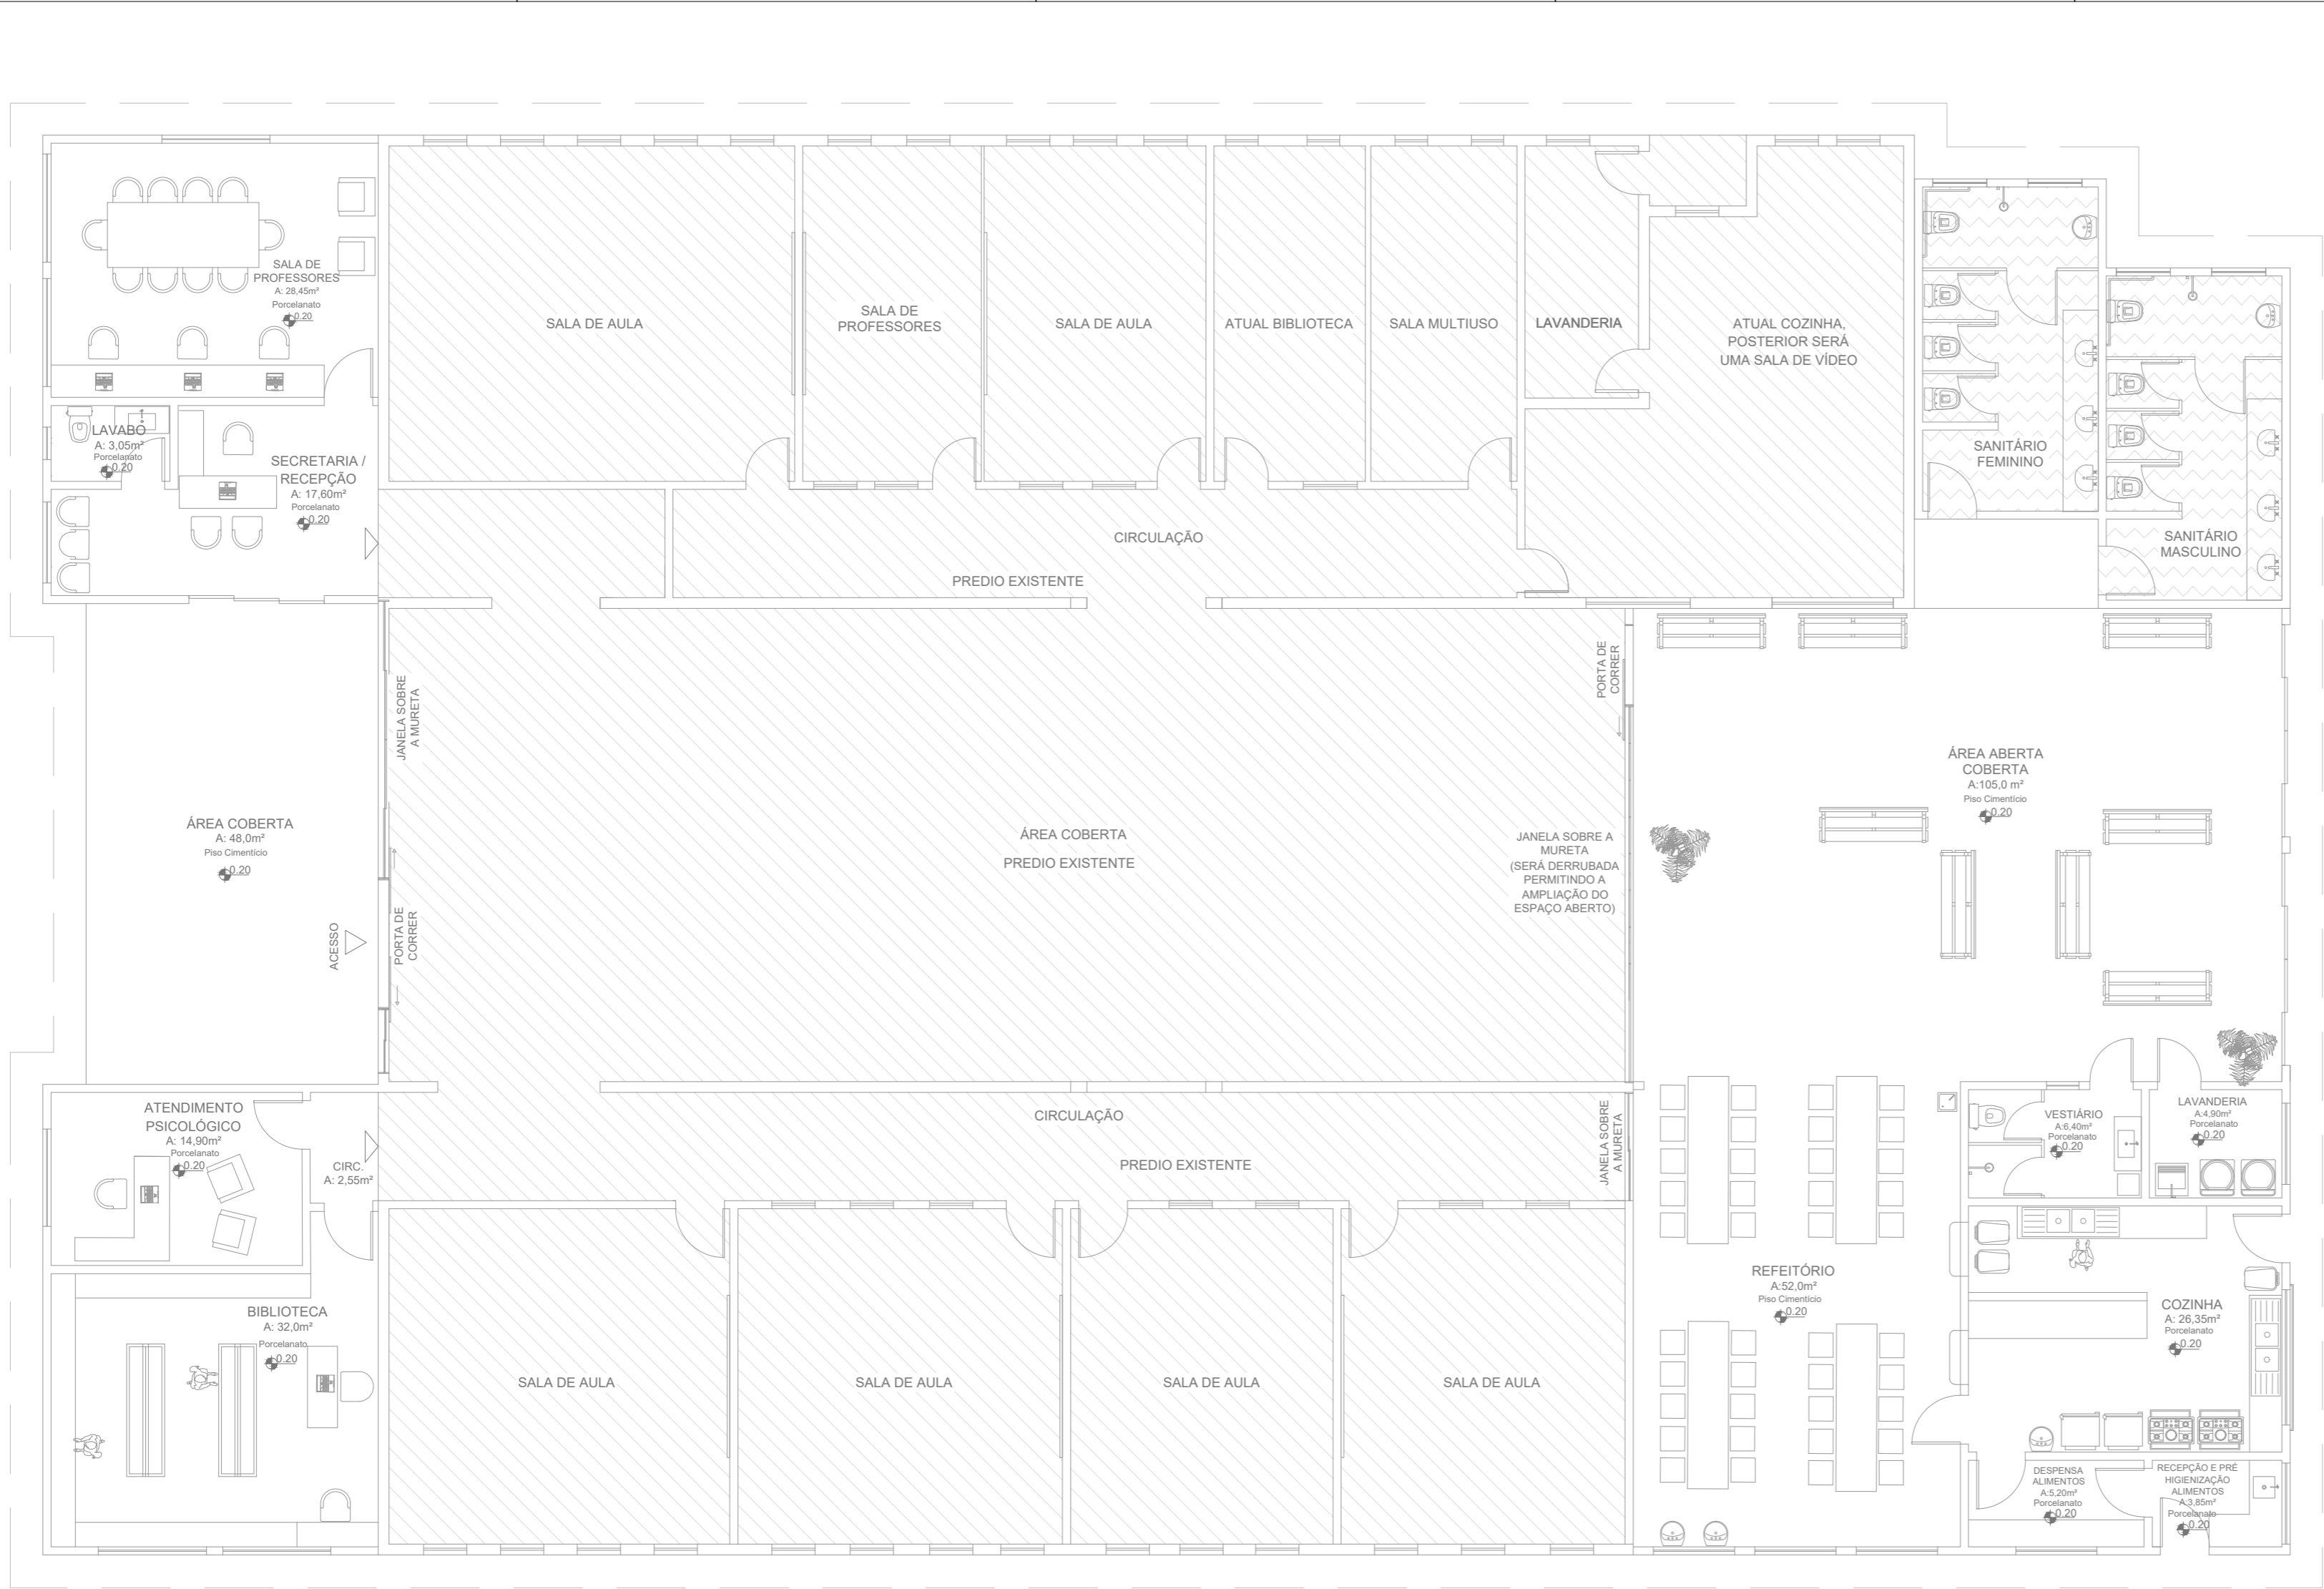 SALA DE
PROFESSORES
A: 28,45m²
Porcelanato
0.20
SALA DE AULA
SALA DE
PROFESSORES
SALA DE AULA
ATUAL BIBLIOTECA
SALA MULTIUSO
LAVANDERIA
ATUAL COZINHA,
POSTERIOR SERÁ
UMA SALA DE VÍDEO
LAVABO
A: 3,05m²
Porcelanato
0.20
SECRETARIA /
RECEPÇÃO
A: 17,60m²
Porcelanato
0.20
SANITÁRIO
FEMININO
SANITÁRIO
MASCULINO
CIRCULAÇÃO
PREDIO EXISTENTE
JANELA SOBRE
A MURETA
PORTA DE
CORRER
ÁREA COBERTA
A: 48,0m²
Piso Cimentício
0.20
ACESSO
PORTA DE
CORRER
ÁREA COBERTA
PREDIO EXISTENTE
JANELA SOBRE A
MURETA
(SERÁ DERRUBADA
PERMITINDO A
AMPLIAÇÃO DO
ESPAÇO ABERTO)
ÁREA ABERTA
COBERTA
A:105,0 m²
Piso Cimentício
0.20
ATENDIMENTO
PSICOLÓGICO
A: 14,90m²
Porcelanato
0.20
CIRC.
A: 2,55m²
CIRCULAÇÃO
PREDIO EXISTENTE
JANELA SOBRE
A MURETA
VESTIÁRIO
A:6,40m²
Porcelanato
0.20
LAVANDERIA
A:4,90m²
Porcelanato
0.20
BIBLIOTECA
A: 32,0m²
Porcelanato
0.20
SALA DE AULA
SALA DE AULA
SALA DE AULA
SALA DE AULA
REFEITÓRIO
A:52,0m²
Piso Cimentício
0.20
COZINHA
A: 26,35m²
Porcelanato
0.20
DESPENSA
ALIMENTOS
A:5,20m²
Porcelanato
0.20
RECEPÇÃO E PRÉ
HIGIENIZAÇÃO
ALIMENTOS
A:3,85m²
Porcelanato
0.20